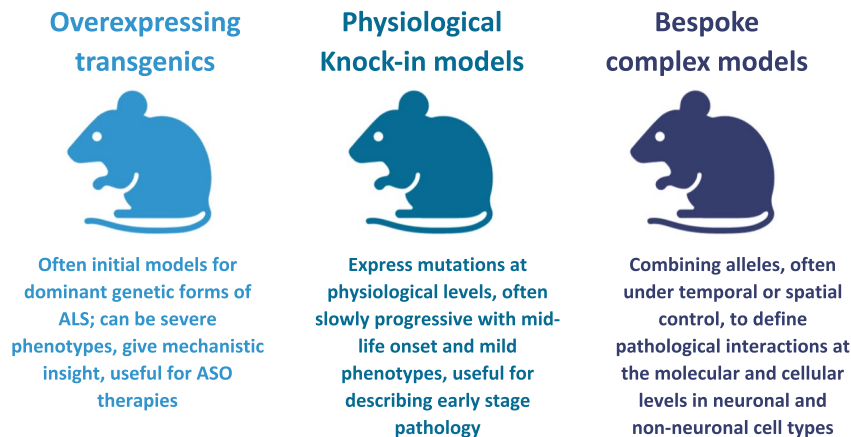 Overexpressing
transgenics
Often initial models for
dominant genetic forms of
ALS; can be severe
phenotypes, give mechanistic
insight, useful for ASO
therapies
Physiological
Knock-in models
Express mutations at
physiological levels, often
slowly progressive with mid-
life onset and mild
phenotypes, useful for
describing early stage
pathology
Bespoke
complex models
Combining alleles, often
under temporal or spatial
control, to define
pathological interactions at
the molecular and cellular
levels in neuronal and
non-neuronal cell types